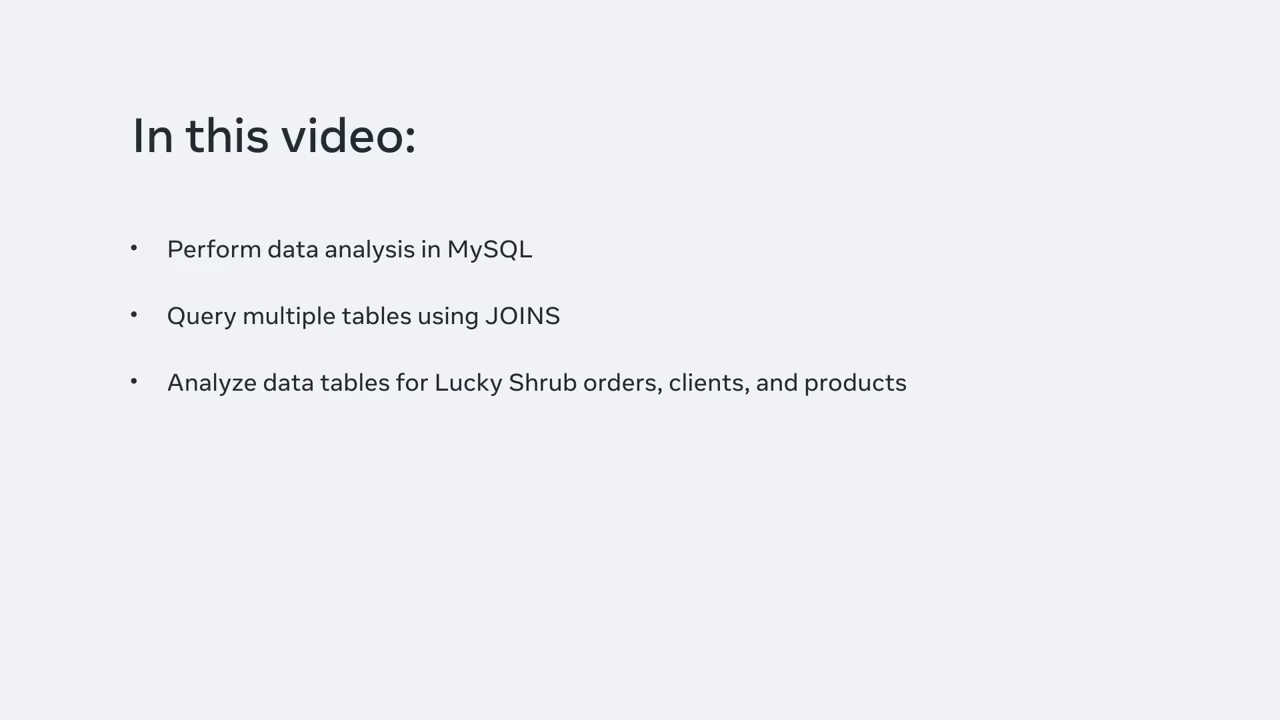 In this video:
• Perform data analysis in MySQL
• Query multiple tables using JOINS
• Analyze data tables for Lucky Shrub orders, clients, and products